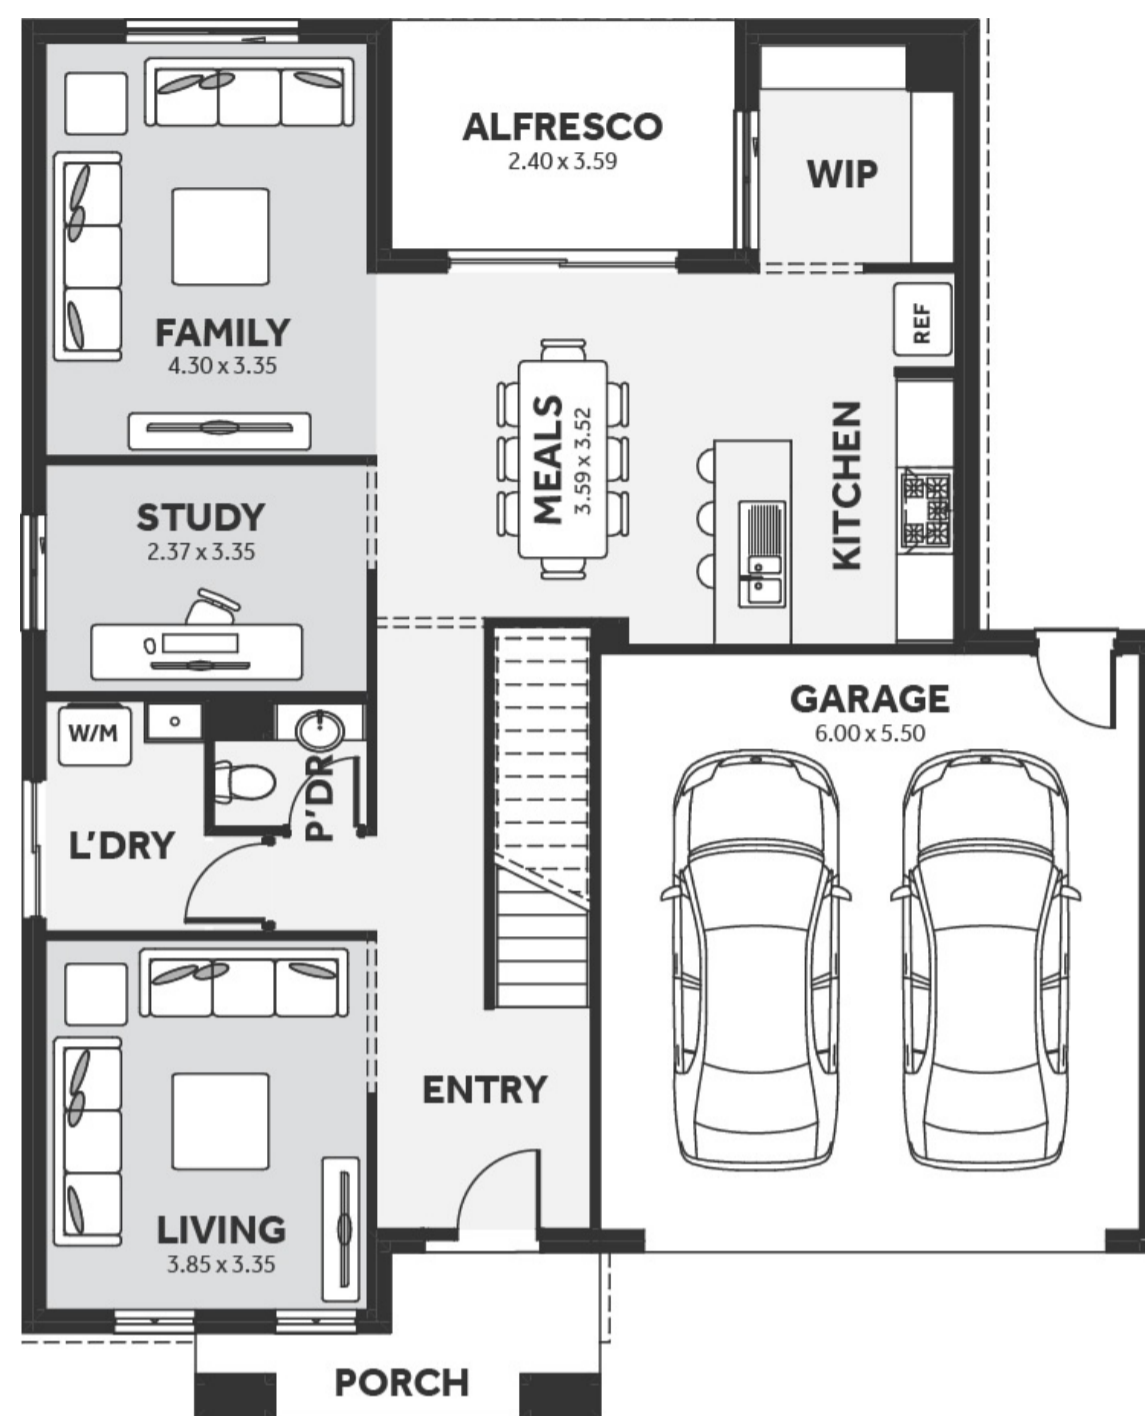 ALFRESCO
2.40 x 3.59
WIP
FAMILY
4.30 x 3.35
REF
MEALS
3.59 x 3.52
KITCHEN
STUDY
2.37 x 3.35
W/M
P'DR
L'DRY
GARAGE
6.00 x 5.50
ENTRY
LIVING
3.85 x 3.35
PORCH